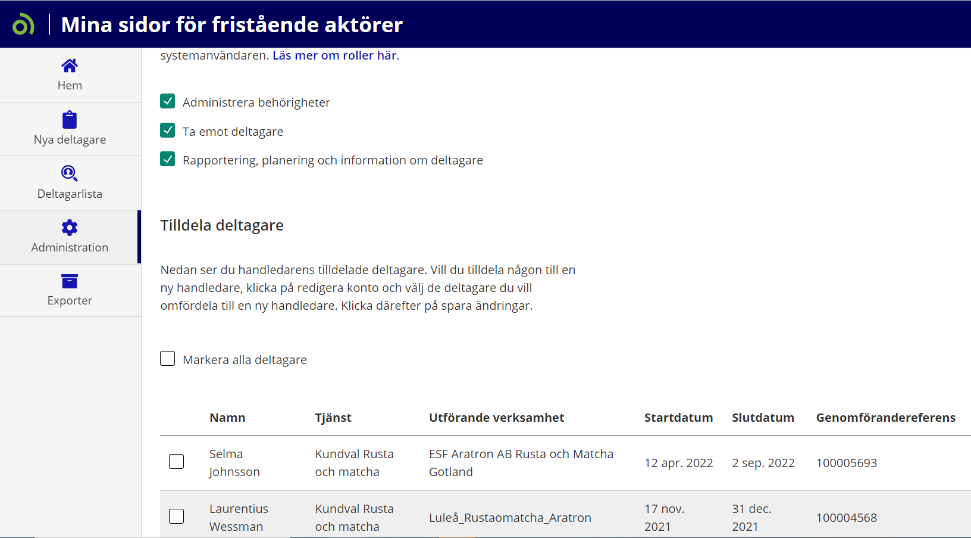 Mina sidor för fristående aktörer
systemanvändaren. Läs mer om roller här.
Hem
Nya deltagare
Deltagarlista
Administration
Exporter
Administrera behörigheter
Ta emot deltagare
Rapportering, planering och information om deltagare
Tilldela deltagare
Nedan ser du handledarens tilldelade deltagare. Vill du tilldela någon till en
ny handledare, klicka på redigera konto och välj de deltagare du vill
omfördela till en ny handledare. Klicka därefter på spara ändringar.
Markera alla deltagare
Namn Tjänst Utförande verksamhet Startdatum Slutdatum Genomförandereferens
Selma Kundval Rusta ESF Aratron AB Rusta och Matcha
Johnsson och matcha Gotland 12 apr. 2022 2 sep. 2022 100005693
Laurentius Kundval Rusta Luleå_Rustaomatcha_Aratron 17 nov. 31 dec. 100004568
Wessman och matcha 2021 2021